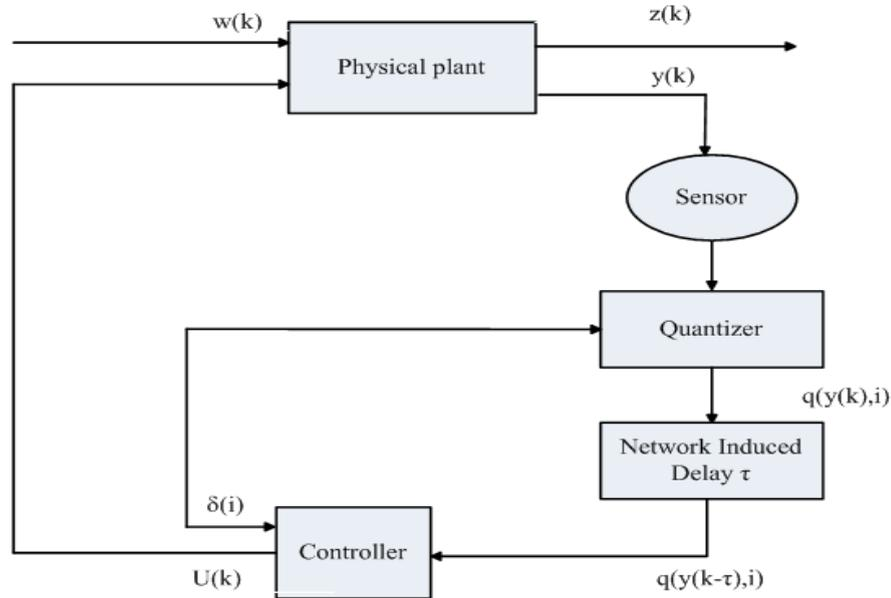 w(k)
z(k)
Physical plant
y(k)
Sensor
Quantizer
q(y(k),i)
Network Induced
Delay τ
δ(i)
Controller
U(k)
q(y(k-τ),i)